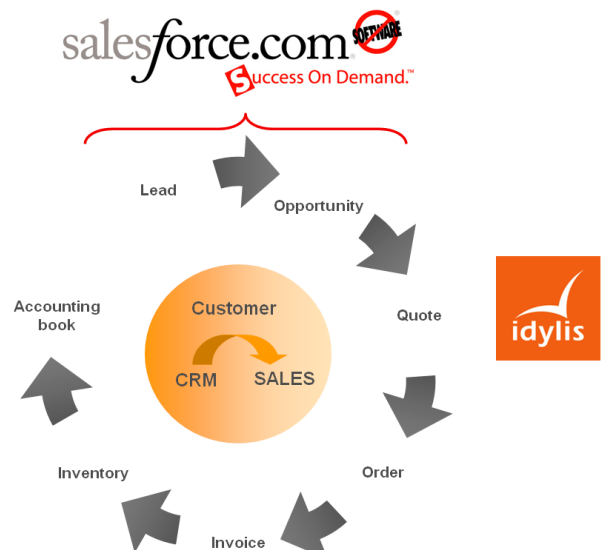 salesforce.com
SOFTWARE
Success On Demand.™
Lead
Opportunity
Accounting
book
Customer
Quote
idylis
CRM SALES
Inventory
Order
Invoice